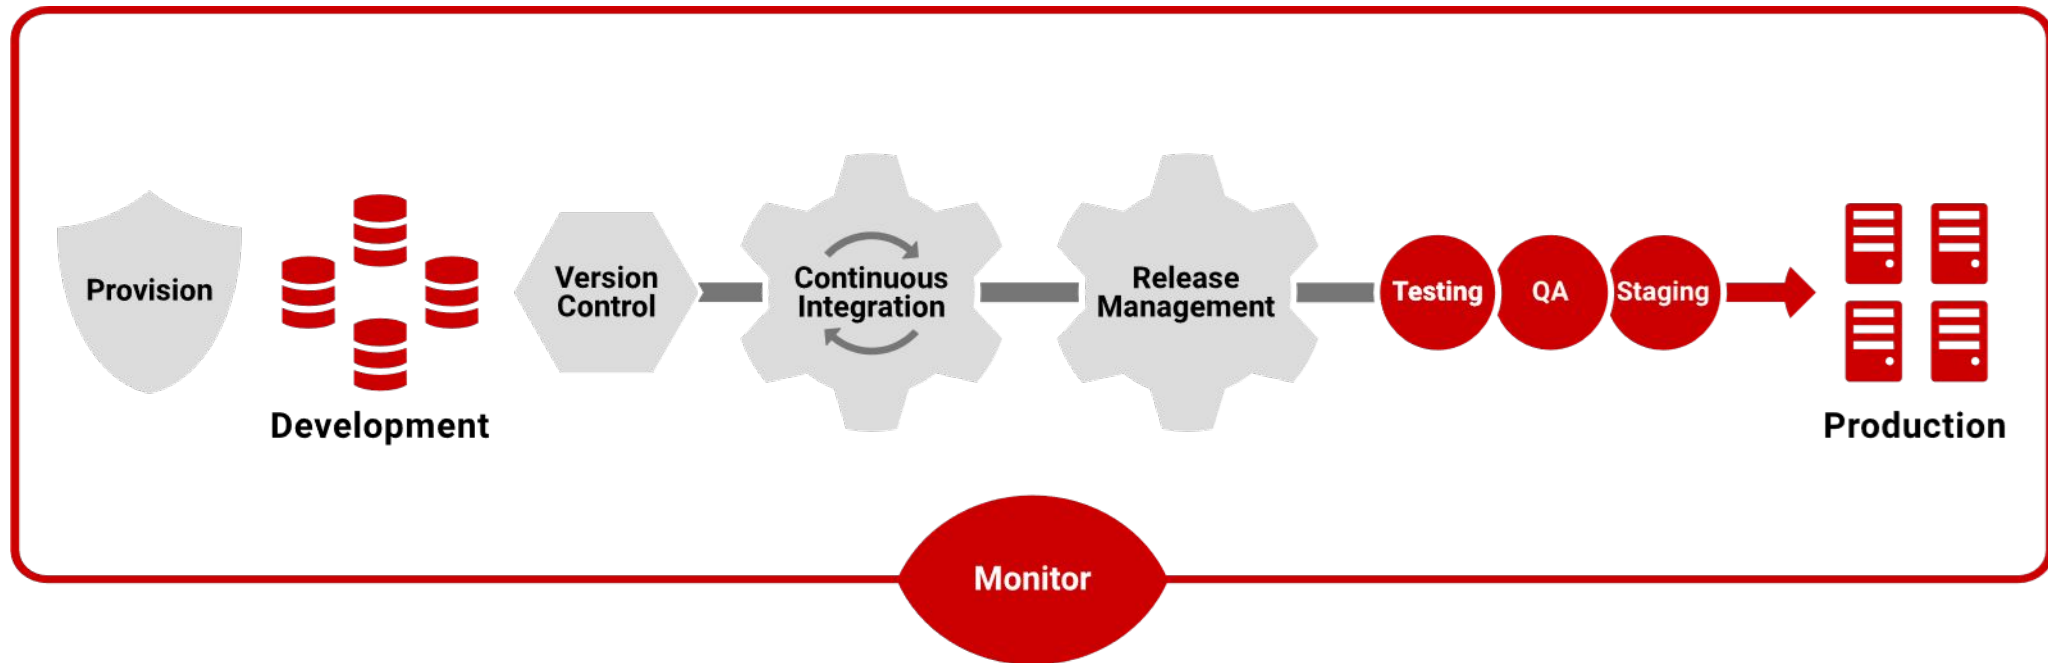 Provision
Development
Version
Control
Continuous
Integration
Release
Management
Testing
QA
Staging
Production
Monitor